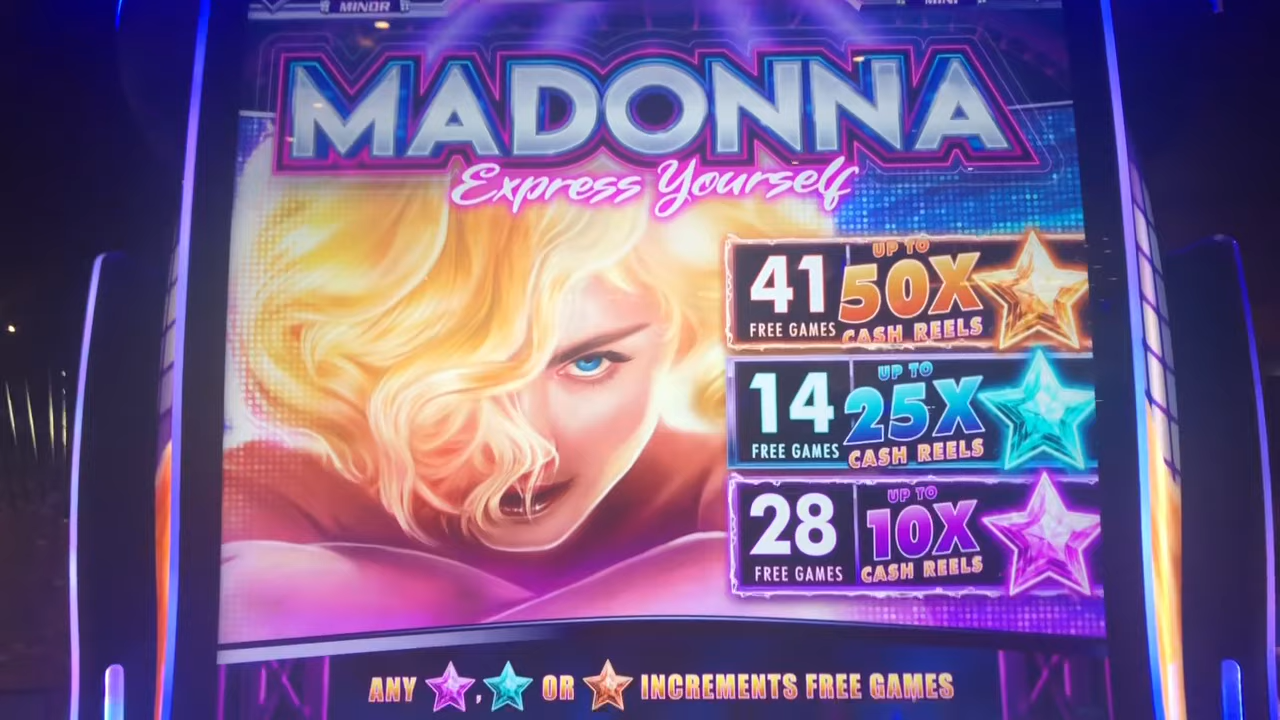 MINOR
MINI
MADONNA
Express Yourself
41 FREE GAMES
UP TO
50X
CASH REELS
14 FREE GAMES
UP TO
25X
CASH REELS
28 FREE GAMES
UP TO
10X
CASH REELS
ANY , OR INCREMENTS FREE GAMES